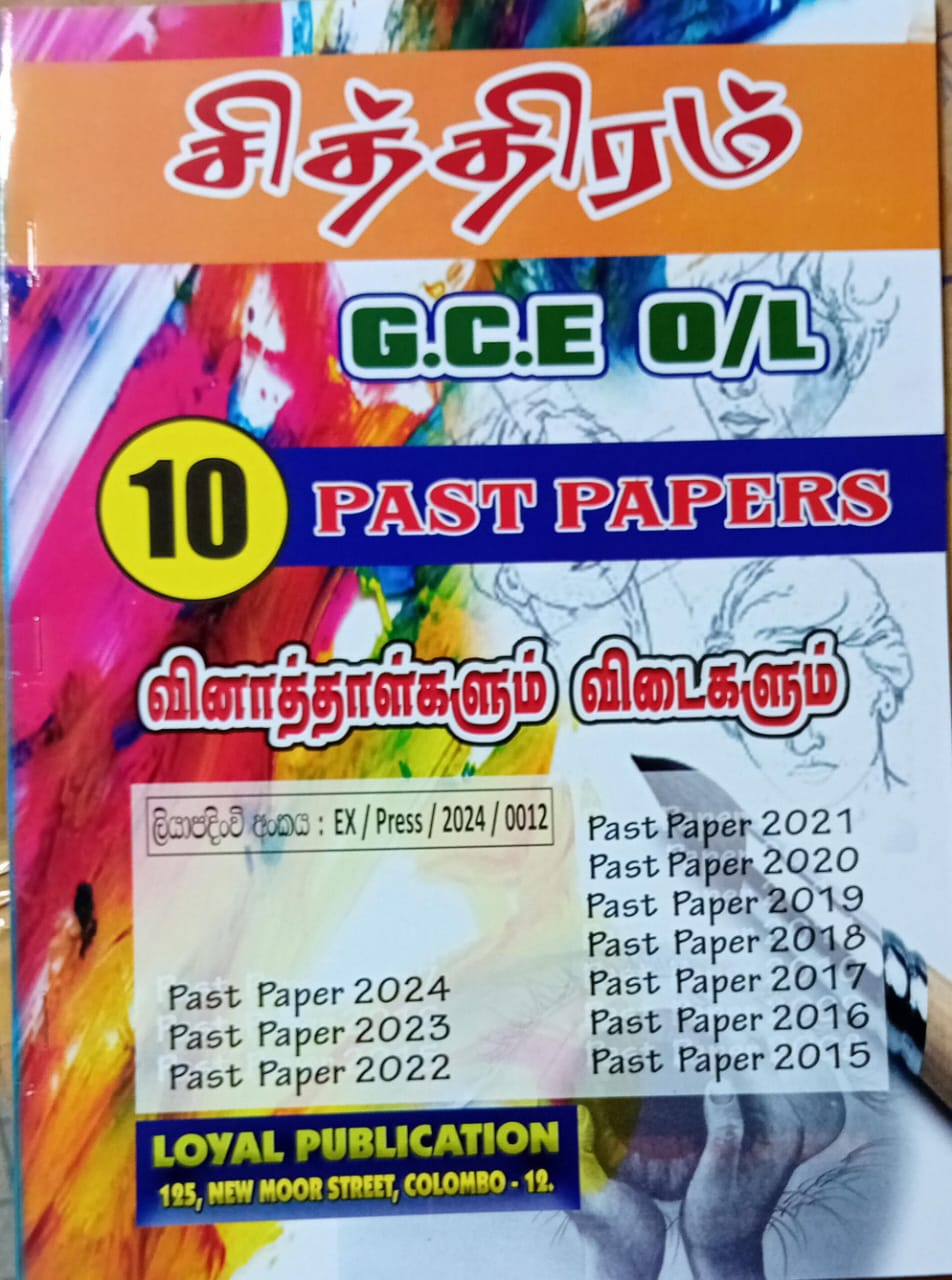 சித்திரம்
G.C.E O/L
10 PAST PAPERS
வினாத்தாள்களும் விடைகளும்
ලියාපදිංචි අංකය : EX / Press / 2024 / 0012
Past Paper 2024
Past Paper 2023
Past Paper 2022
Past Paper 2021
Past Paper 2020
Past Paper 2019
Past Paper 2018
Past Paper 2017
Past Paper 2016
Past Paper 2015
LOYAL PUBLICATION
125, NEW MOOR STREET, COLOMBO - 12.